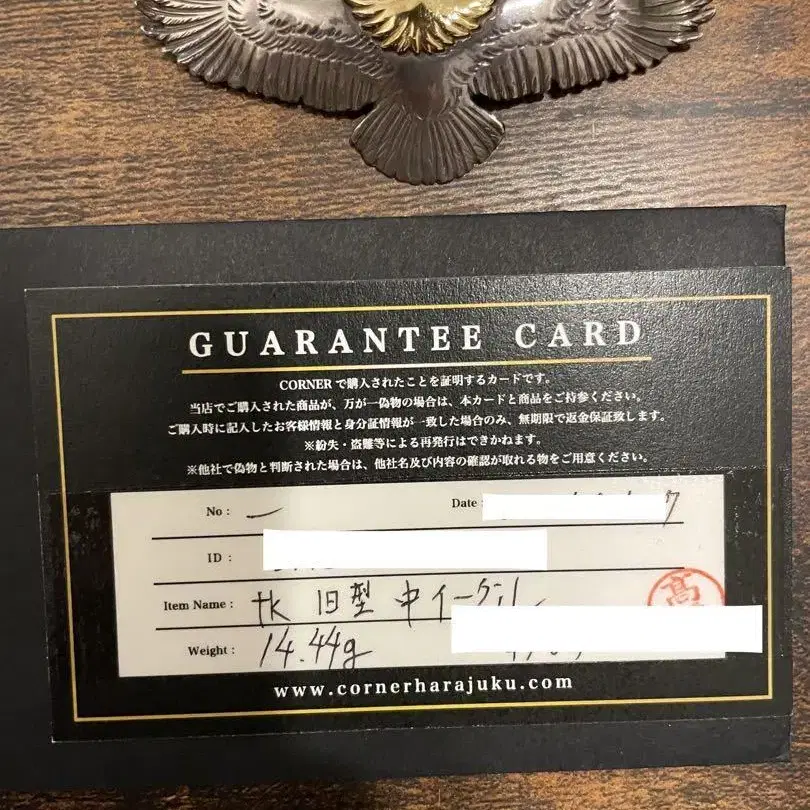 GUARANTEE CARD
CORNERで購入されたことを証明するカードです。
当店でご購入された商品が、万が一偽物の場合は、本カードと商品をご持参ください。
ご購入時に記入したお客様情報と身分証情報が一致した場合のみ、無期限で返金保証致します。
※紛失・盗難等による再発行はできかねます。
※他社で偽物と判断された場合は、他社名及び内容の確認が取れる物をご用意ください。
No : 一 Date : 7
ID :
Item Name : tk 旧型 中イーグル 高
Weight : 14.44g
www.cornerharajuku.com